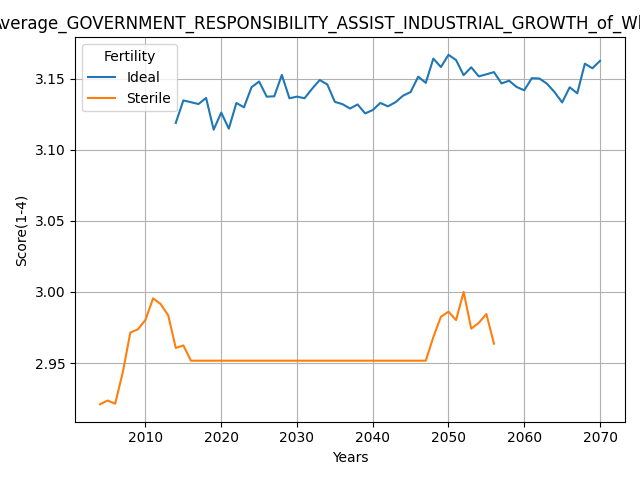 Average_GOVERNMENT_RESPONSIBILITY_ASSIST_INDUSTRIAL_GROWTH_of_Wh
Fertility
Ideal
Sterile
3.15
3.10
3.05
3.00
2.95
Score(1-4)
2010 2020 2030 2040 2050 2060 2070
Years